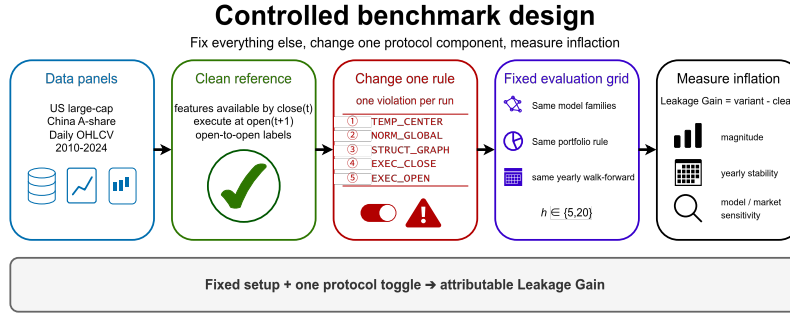 Controlled benchmark design
Fix everything else, change one protocol component, measure inflaction
Data panels
US large-cap
China A-share
Daily OHLCV
2010-2024
Clean reference
features available by close(t)
execute at open(t+1)
open-to-open labels
Change one rule
one violation per run
① TEMP_CENTER
② NORM_GLOBAL
③ STRUCT_GRAPH
④ EXEC_CLOSE
⑤ EXEC_OPEN
Fixed evaluation grid
Same model families
Same portfolio rule
same yearly walk-forward
h ∈ {5,20}
Measure inflation
Leakage Gain = variant - clea
magnitude
yearly stability
model / market
sensitivity
Fixed setup + one protocol toggle ➔ attributable Leakage Gain